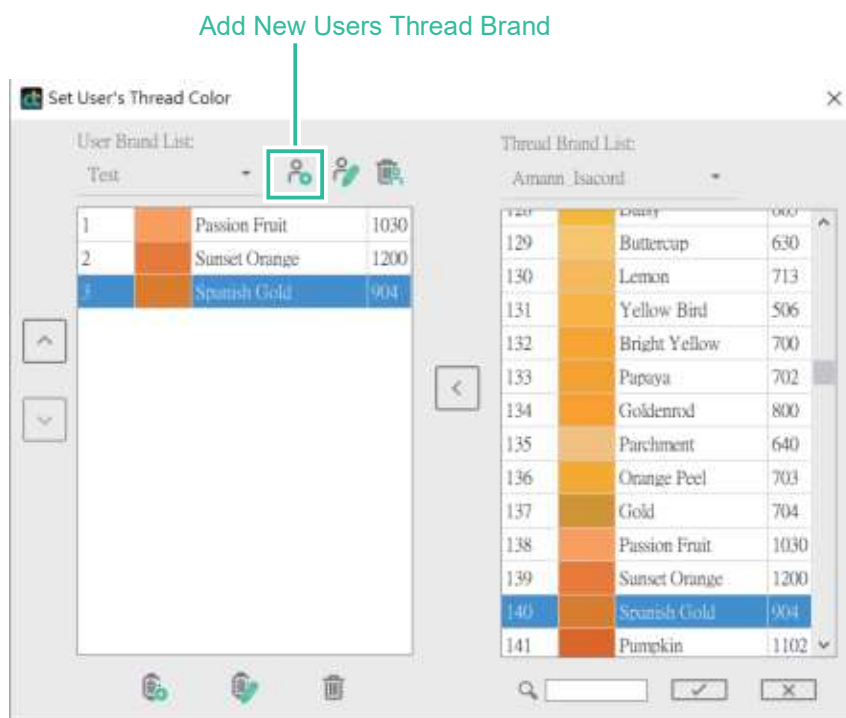 Add New Users Thread Brand
Set User's Thread Color
User Brand List:
Test
1 Passion Fruit 1030
2 Sunset Orange 1200
3 Spanish Gold 904
Thread Brand List:
Amann_Isacord
129 Buttercup 630
130 Lemon 713
131 Yellow Bird 506
132 Bright Yellow 700
133 Papaya 702
134 Goldenrod 800
135 Parchment 640
136 Orange Peel 703
137 Gold 704
138 Passion Fruit 1030
139 Sunset Orange 1200
140 Spanish Gold 904
141 Pumpkin 1102